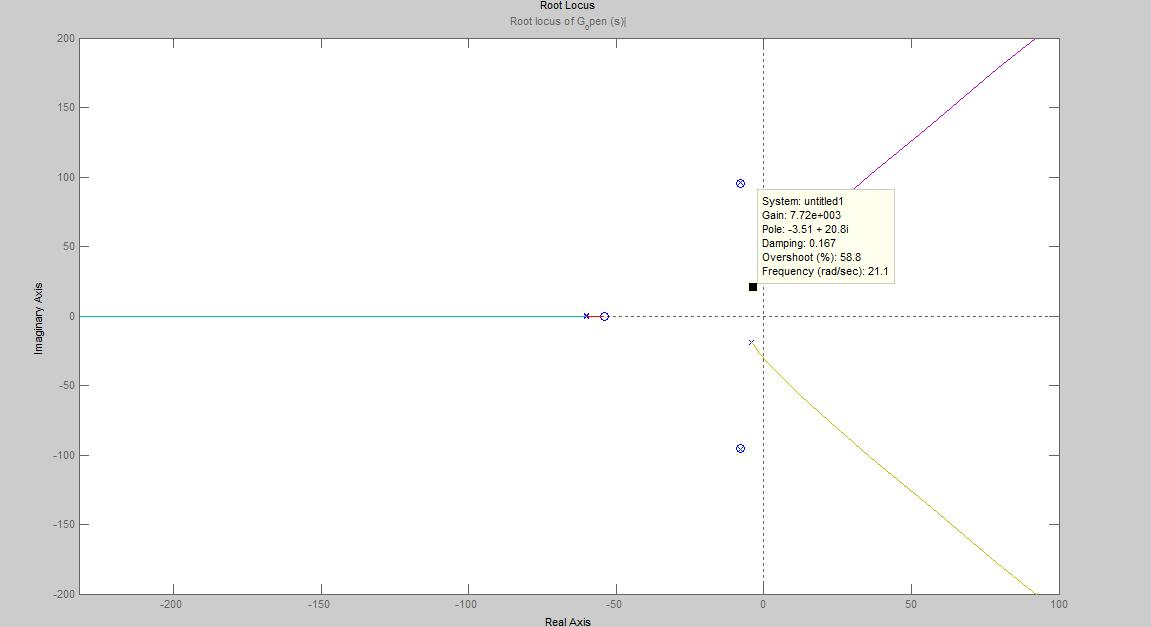 Root Locus
Root locus of G_open (s)|
200
150
100
50
0
-50
-100
-150
-200
Imaginary Axis
System: untitled1
Gain: 7.72e+003
Pole: -3.51 + 20.8i
Damping: 0.167
Overshoot (%): 58.8
Frequency (rad/sec): 21.1
-200
-150
-100
-50
0
50
100
Real Axis